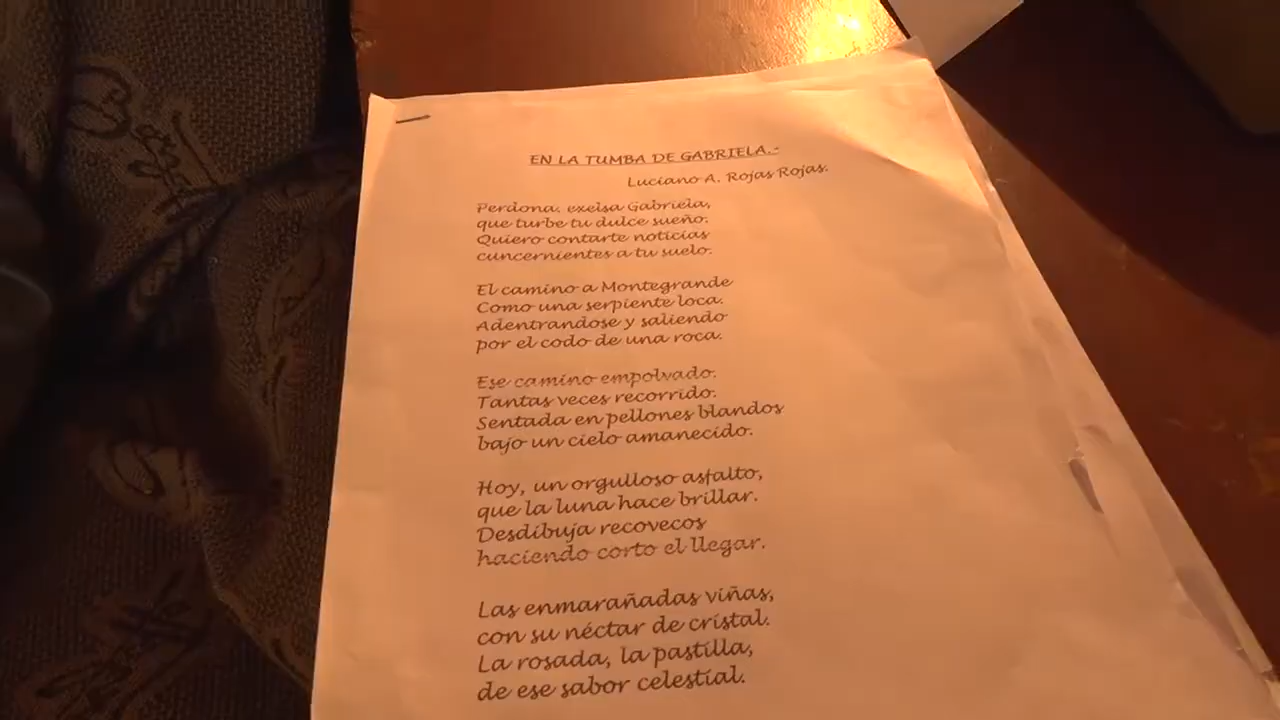 EN LA TUMBA DE GABRIELA.-
Luciano A. Rojas Rojas.
Perdona, exelsa Gabriela,
que turbe tu dulce sueño.
Quiero contarte noticias
cuncernientes a tu suelo.
El camino a Montegrande
Como una serpiente loca.
Adentrandose y saliendo
por el codo de una roca.
Ese camino empolvado.
Tantas veces recorrido.
Sentada en pellones blandos
bajo un cielo amanecido.
Hoy, un orgulloso asfalto,
que la luna hace brillar.
Desdibuja recovecos
haciendo corto el llegar.
Las enmarañadas viñas,
con su néctar de cristal.
La rosada, la pastilla,
de ese sabor celestial.